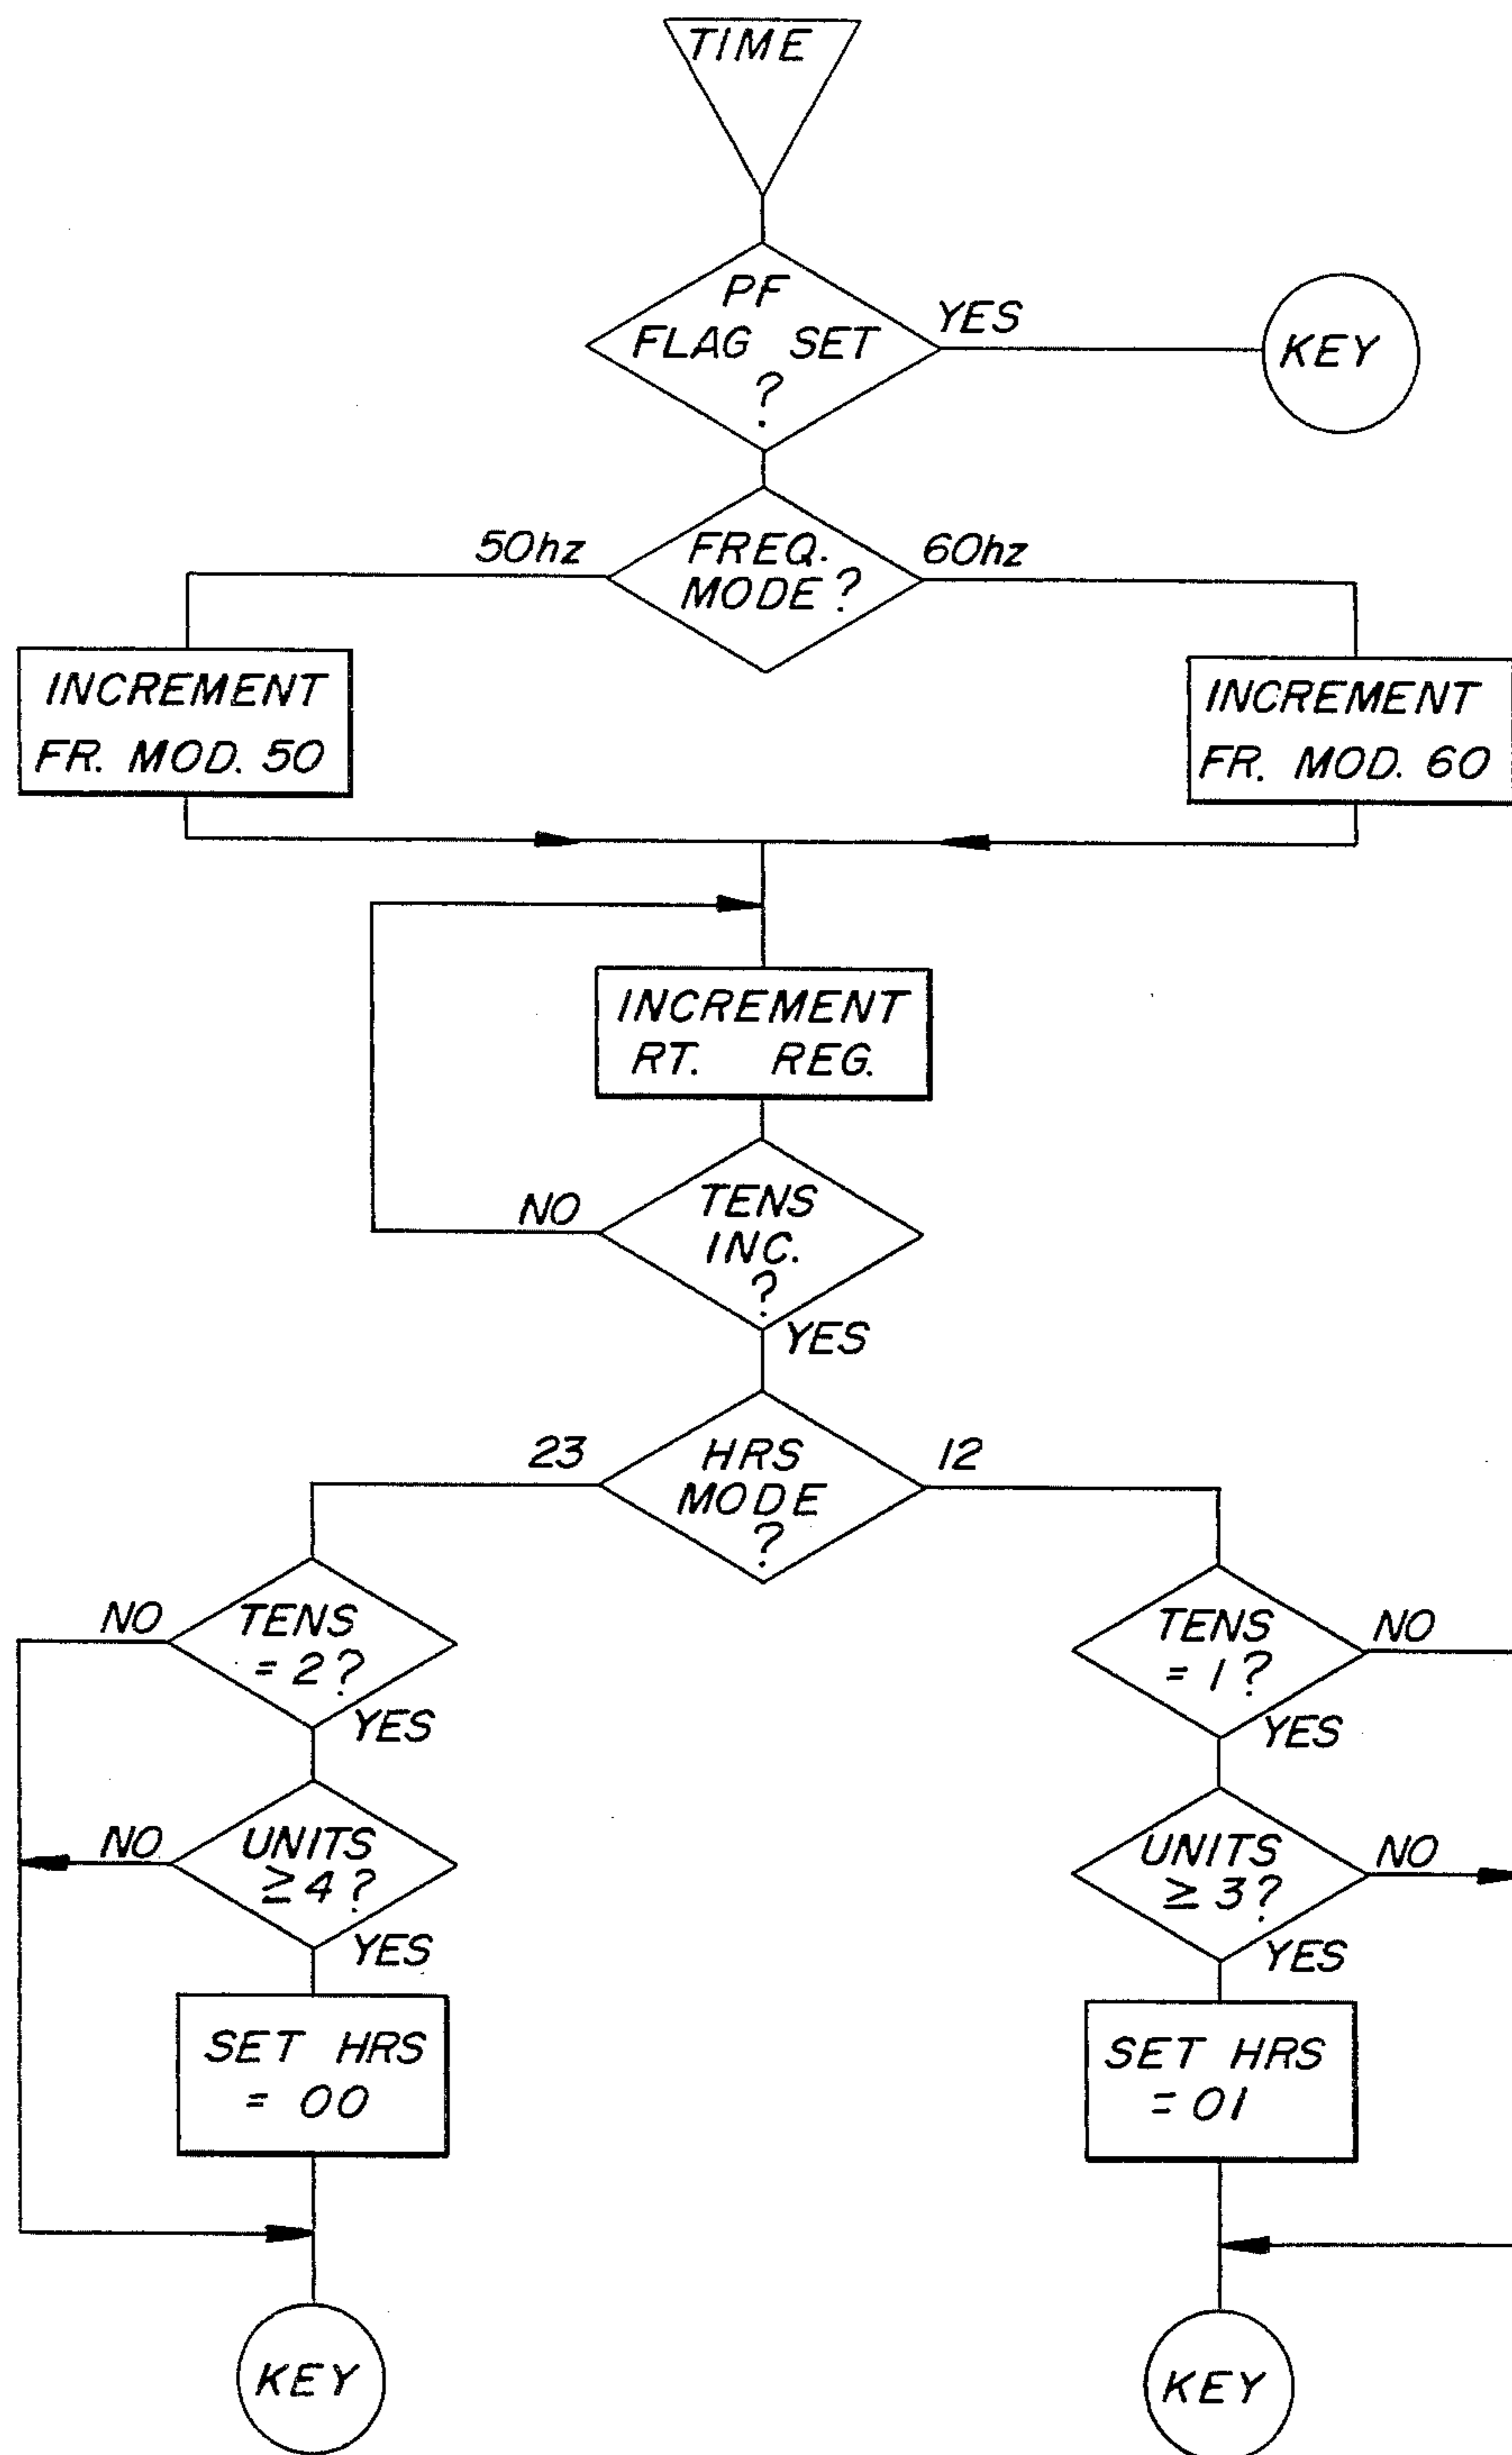 TIME
PF
FLAG SET
?
YES
KEY
50hz
FREQ.
MODE?
60hz
INCREMENT
FR. MOD. 50
INCREMENT
FR. MOD. 60
INCREMENT
RT. REG.
NO
TENS
INC.
?
YES
23
HRS
MODE
?
12
NO
TENS
= 2?
YES
TENS
= 1?
NO
YES
NO
UNITS
≥4?
YES
UNITS
≥ 3?
NO
YES
SET HRS
= 00
SET HRS
= 01
KEY
KEY